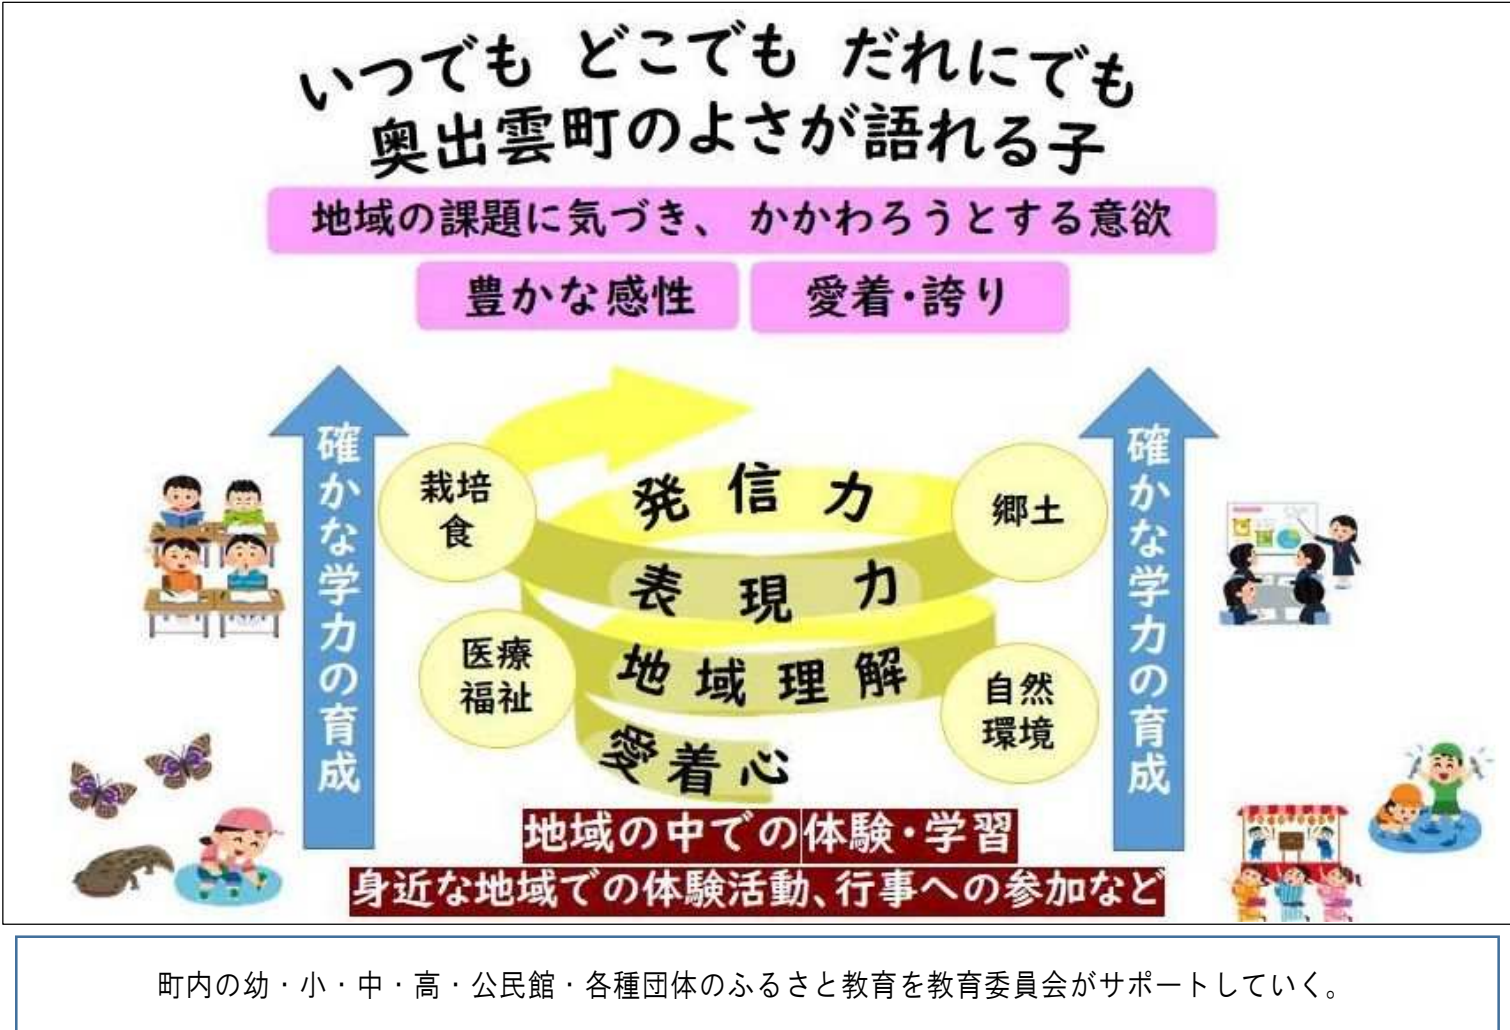 いつでも どこでも だれにでも
奥出雲町のよさが語れる子
地域の課題に気づき、 かかわろうとする意欲
豊かな感性
愛着・誇り
確かな学力の育成
栽培
食
発信力
郷土
確かな学力の育成
表現力
医療
福祉
地域理解
自然
環境
愛着心
地域の中での体験・学習
身近な地域での体験活動、行事への参加など
町内の幼・小・中・高・公民館・各種団体のふるさと教育を教育委員会がサポートしていく。